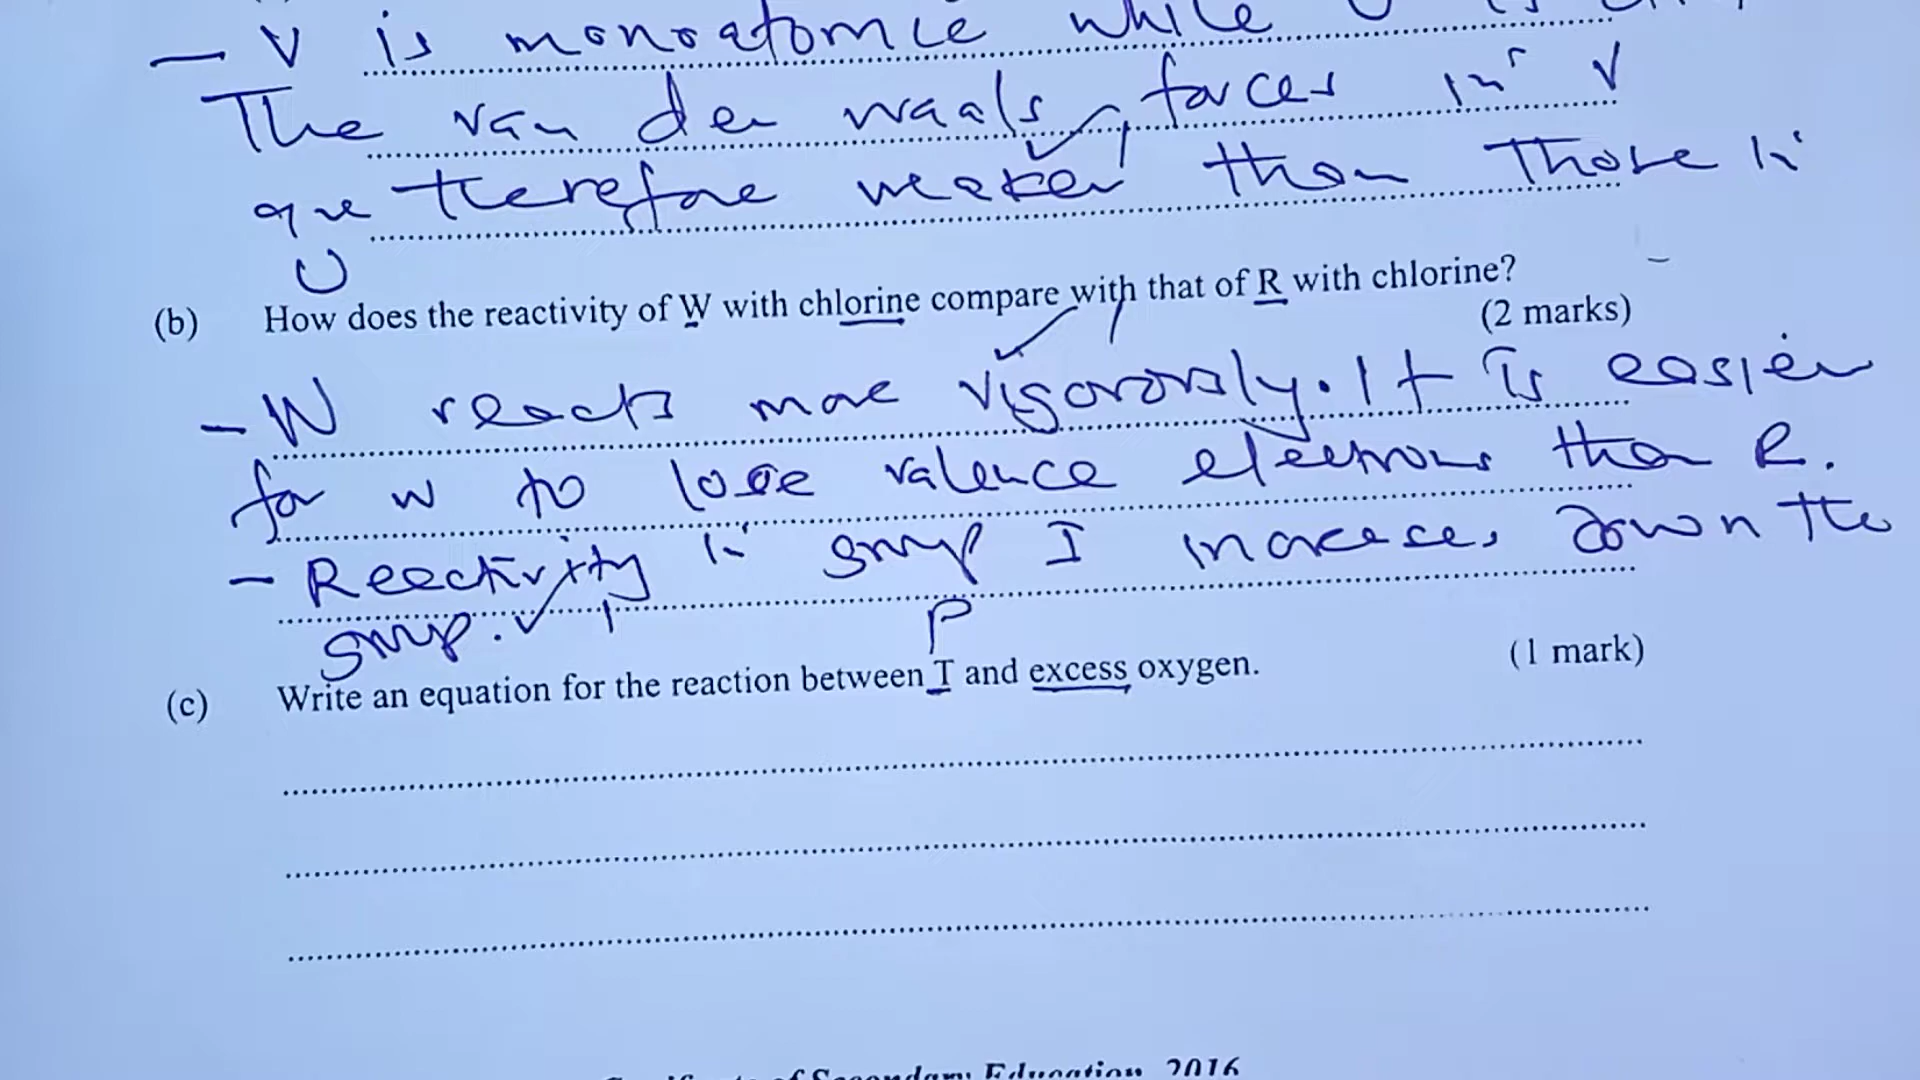 - V is monoatomic while
The van der waals forces in V
are therefore weaker than those in
U
(b) How does the reactivity of W with chlorine compare with that of R with chlorine?
(2 marks)
- W reacts more vigorously. It is easier
for W to lose valence electrons than R.
- Reactivity in group I increases down the
group.
P
(c) Write an equation for the reaction between T and excess oxygen. (1 mark)
of Secondary Education, 2016